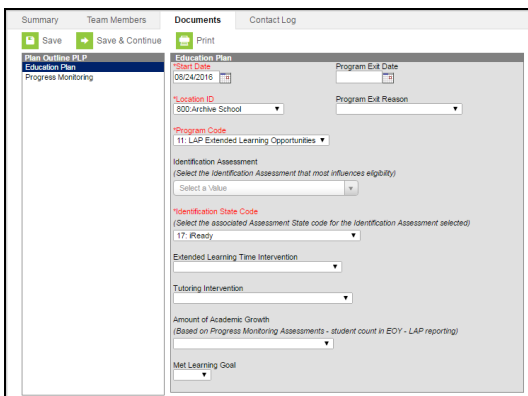 Summary Team Members Documents Contact Log
Save Save & Continue Print
Plan Outline PLP
Education Plan
Progress Monitoring
Education Plan
*Start Date Program Exit Date
08/24/2016
*Location ID Program Exit Reason
800:Archive School
*Program Code
11: LAP Extended Learning Opportunities
Identification Assessment
(Select the Identification Assessment that most influences eligibility)
Select a Value
*Identification State Code
(Select the associated Assessment State code for the Identification Assessment selected)
17: iReady
Extended Learning Time Intervention
Tutoring Intervention
Amount of Academic Growth
(Based on Progress Monitoring Assessments - student count in EOY - LAP reporting)
Met Learning Goal